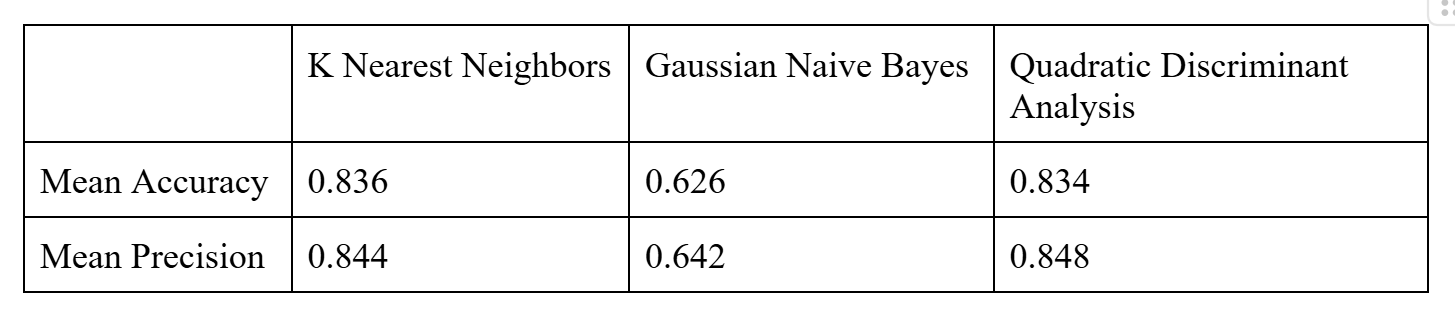 K Nearest Neighbors Gaussian Naive Bayes Quadratic Discriminant
Analysis
Mean Accuracy 0.836 0.626 0.834
Mean Precision 0.844 0.642 0.848